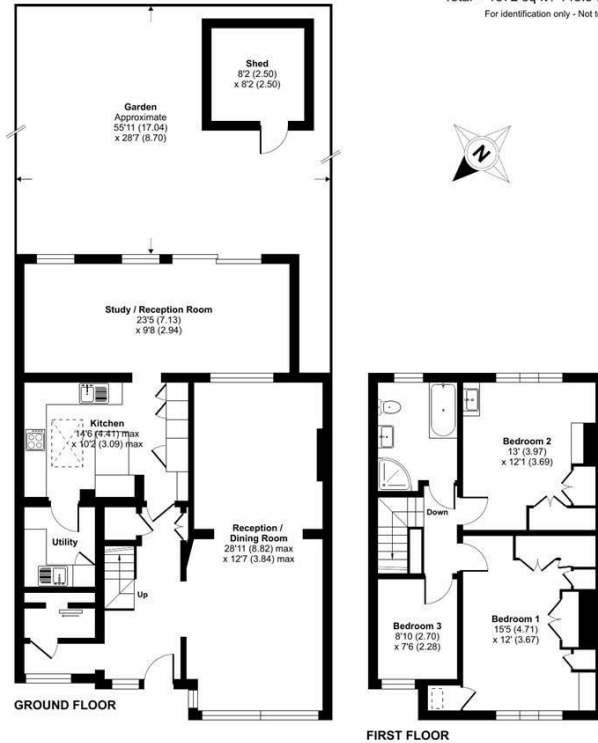 For identification only - Not to
Shed
8'2 (2.50)
x 8'2 (2.50)
Garden
Approximate
55'11 (17.04)
x 28'7 (8.70)
N
Study / Reception Room
23'5 (7.13)
x 9'8 (2.94)
Kitchen
14'6 (4.41) max
x 10'2 (3.09) max
Utility
Up
Reception /
Dining Room
28'11 (8.82) max
x 12'7 (3.84) max
GROUND FLOOR
Bedroom 2
13' (3.97)
x 12'1 (3.69)
Down
Bedroom 3
8'10 (2.70)
x 7'6 (2.28)
Bedroom 1
15'5 (4.71)
x 12' (3.67)
FIRST FLOOR